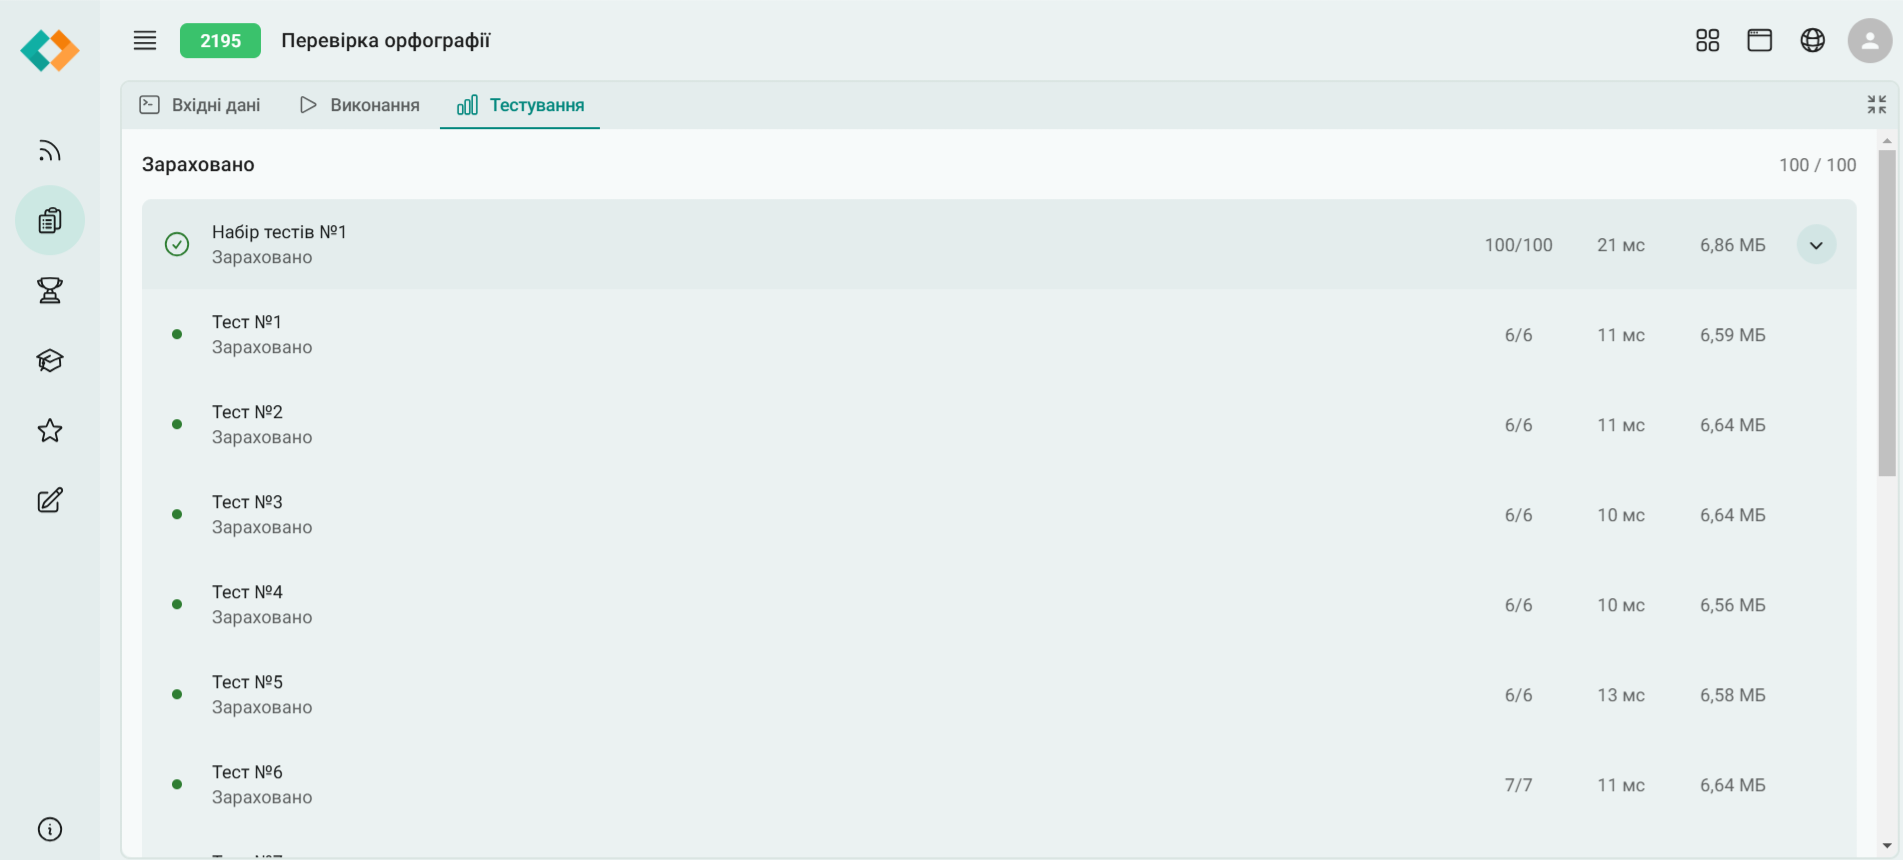 2195 Перевірка орфографії
Вхідні дані Виконання Тестування
Зараховано 100 / 100
Набір тестів №1
Зараховано 100/100 21 мс 6,86 МБ
Тест №1
Зараховано 6/6 11 мс 6,59 МБ
Тест №2
Зараховано 6/6 11 мс 6,64 МБ
Тест №3
Зараховано 6/6 10 мс 6,64 МБ
Тест №4
Зараховано 6/6 10 мс 6,56 МБ
Тест №5
Зараховано 6/6 13 мс 6,58 МБ
Тест №6
Зараховано 7/7 11 мс 6,64 МБ